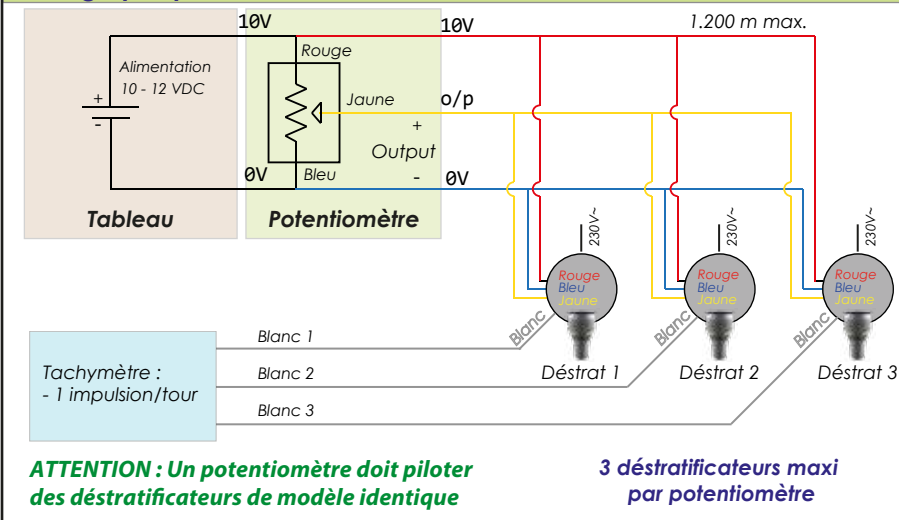 10V
10V
1.200 m max.
Alimentation
10 - 12 VDC
+
-
Rouge
Jaune
o/p
+
Output
-
0V
Bleu
0V
Tableau
Potentiomètre
230V~
230V~
230V~
Rouge
Bleu
Jaune
Rouge
Bleu
Jaune
Rouge
Bleu
Jaune
Blanc
Blanc
Blanc
Déstrat 1
Déstrat 2
Déstrat 3
Tachymètre :
- 1 impulsion/tour
Blanc 1
Blanc 2
Blanc 3
ATTENTION : Un potentiomètre doit piloter
des déstratificateurs de modèle identique
3 déstratificateurs maxi
par potentiomètre